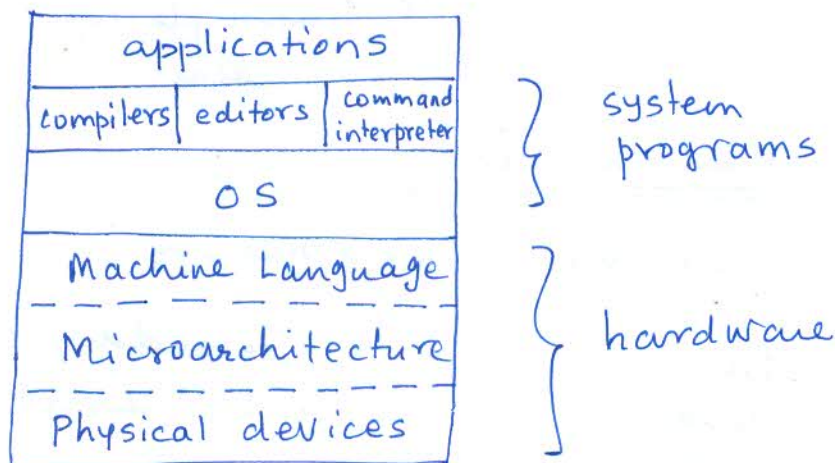 applications
compilers editors command interpreter
system programs
OS
Machine Language
Microarchitecture
hardware
Physical devices